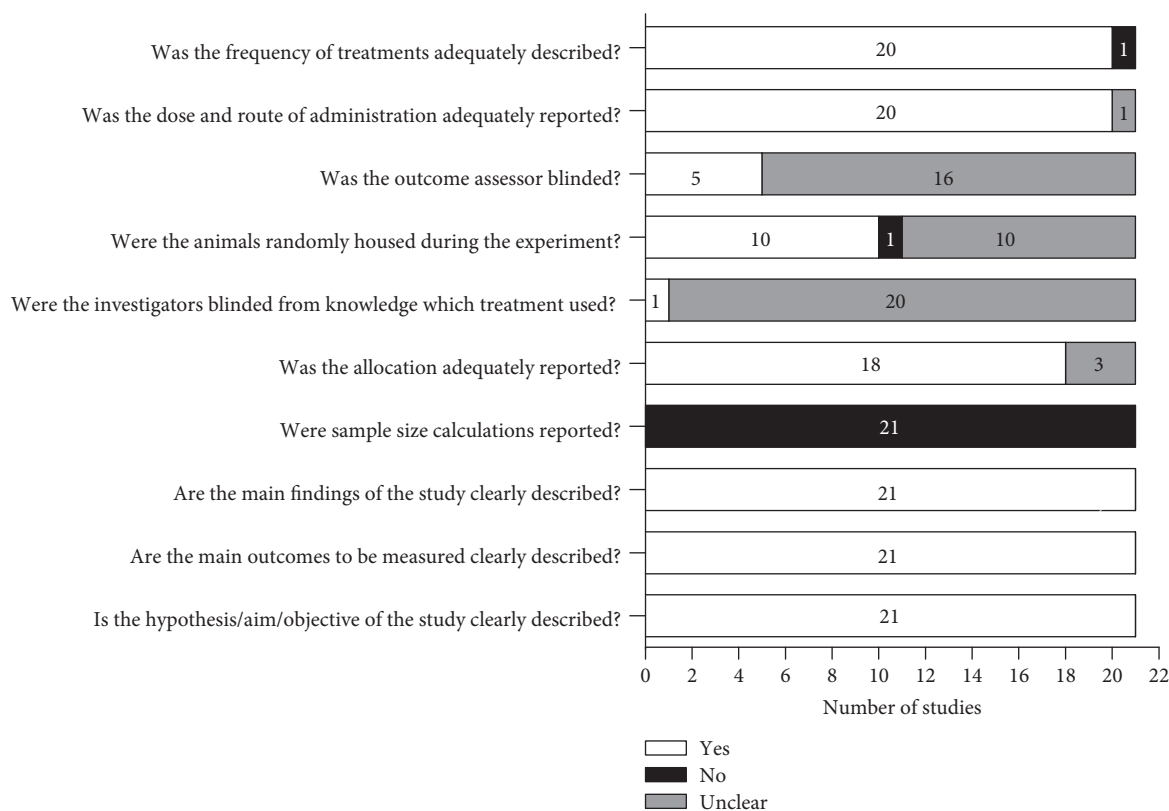 Was the frequency of treatments adequately described?
20
1
Was the dose and route of administration adequately reported?
20
1
Was the outcome assessor blinded?
5
16
Were the animals randomly housed during the experiment?
10
1
10
Were the investigators blinded from knowledge which treatment used?
1
20
Was the allocation adequately reported?
18
3
Were sample size calculations reported?
21
Are the main findings of the study clearly described?
21
Are the main outcomes to be measured clearly described?
21
Is the hypothesis/aim/objective of the study clearly described?
21
0 2 4 6 8 10 12 14 16 18 20 22
Number of studies
Yes
No
Unclear